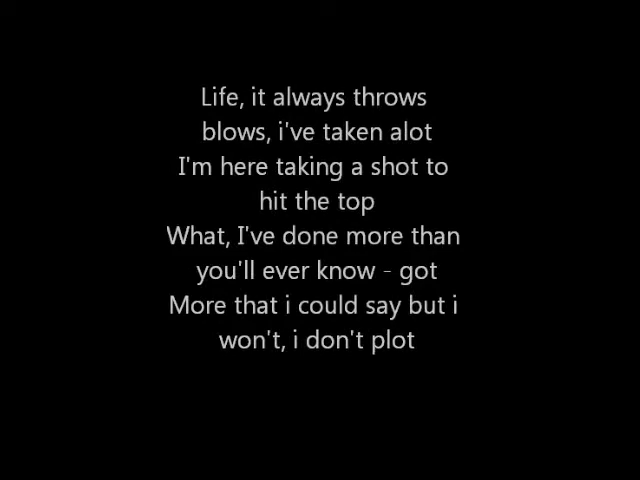 Life, it always throws
blows, i've taken alot
I'm here taking a shot to
hit the top
What, I've done more than
you'll ever know - got
More that i could say but i
won't, i don't plot